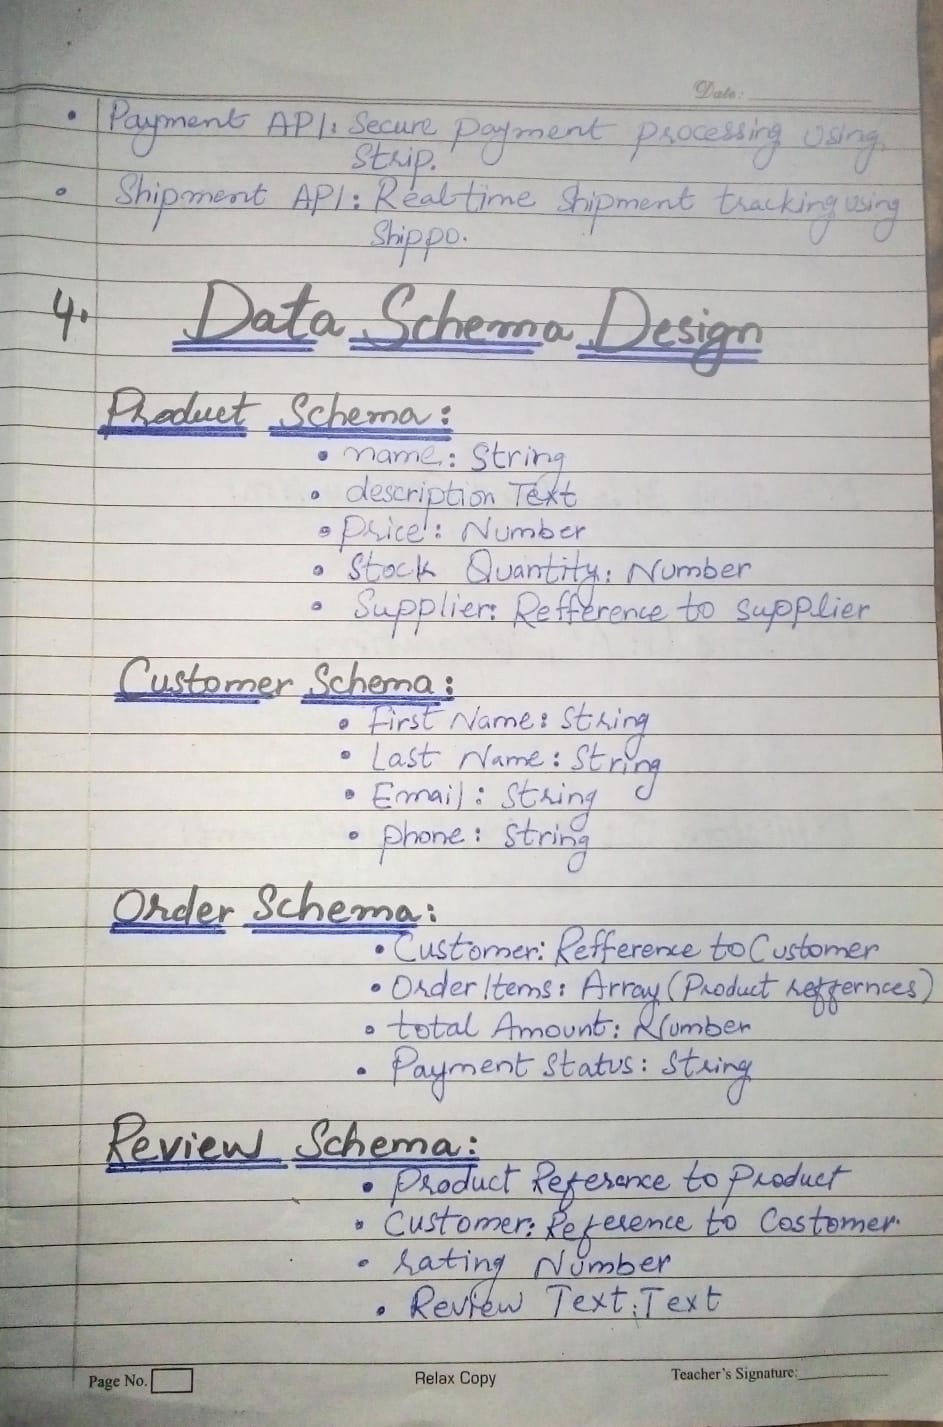 Date:
• Payment API: Secure payment processing using
Strip.
• Shipment API: Realtime Shipment tracking using
Shippo.
4. Data Schema Design
Product Schema:
• name: String
• description Text
• Price: Number
• Stock Quantity: Number
• Supplier: Refference to supplier
Customer Schema:
• First Name: String
• Last Name: String
• Email: String
• phone: String
Order Schema:
• Customer: Refference to Customer
• Order Items: Array (Product reffernces)
• total Amount: Number
• Payment Status: String
Review Schema:
• Product Reference to Product
• Customer: Reference to Costomer.
• rating Number
• Review Text: Text
Page No.
Relax Copy
Teacher's Signature: